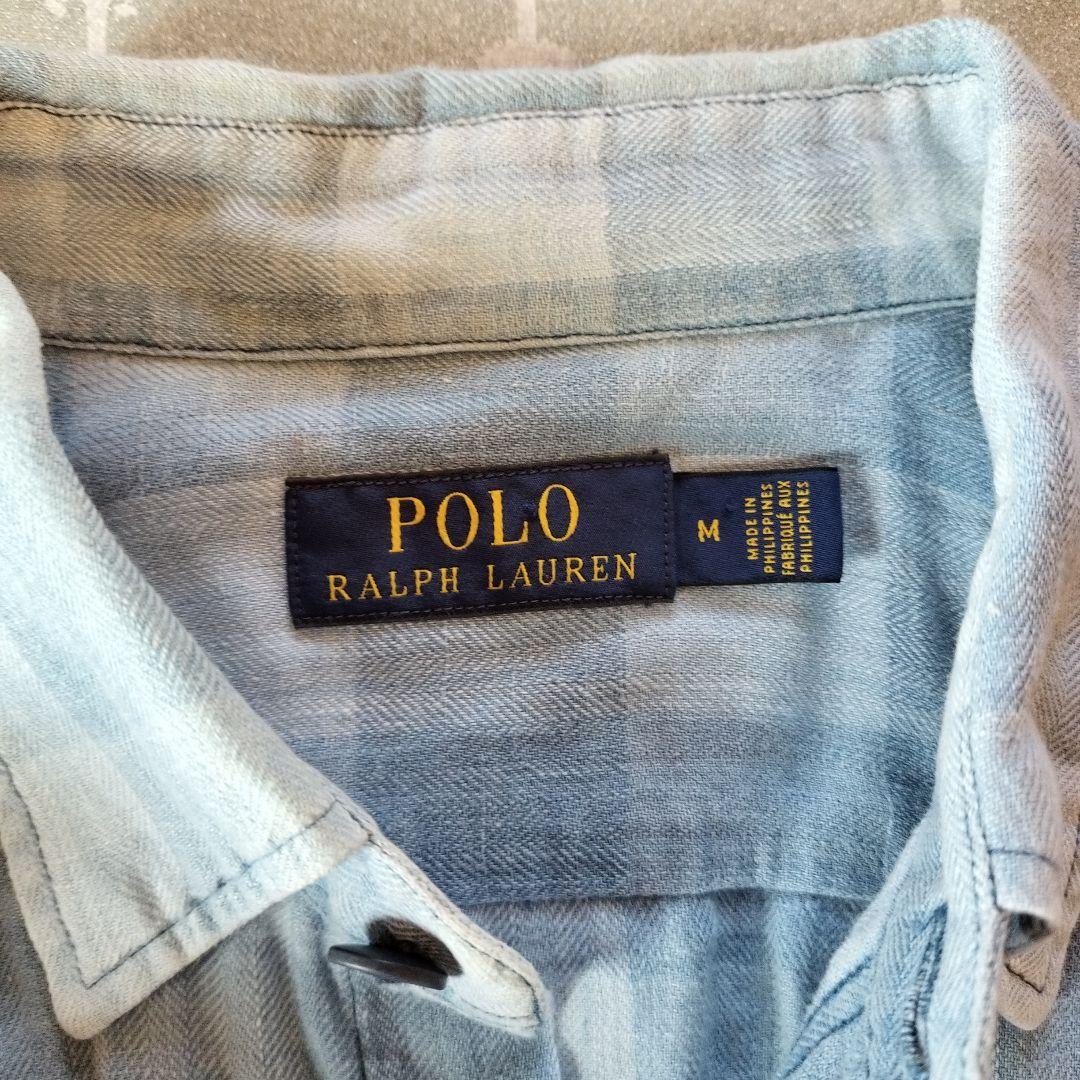 POLO
RALPH LAUREN
M
MADE IN
PHILIPPINES
FABRIQUÉ AUX
PHILIPPINES